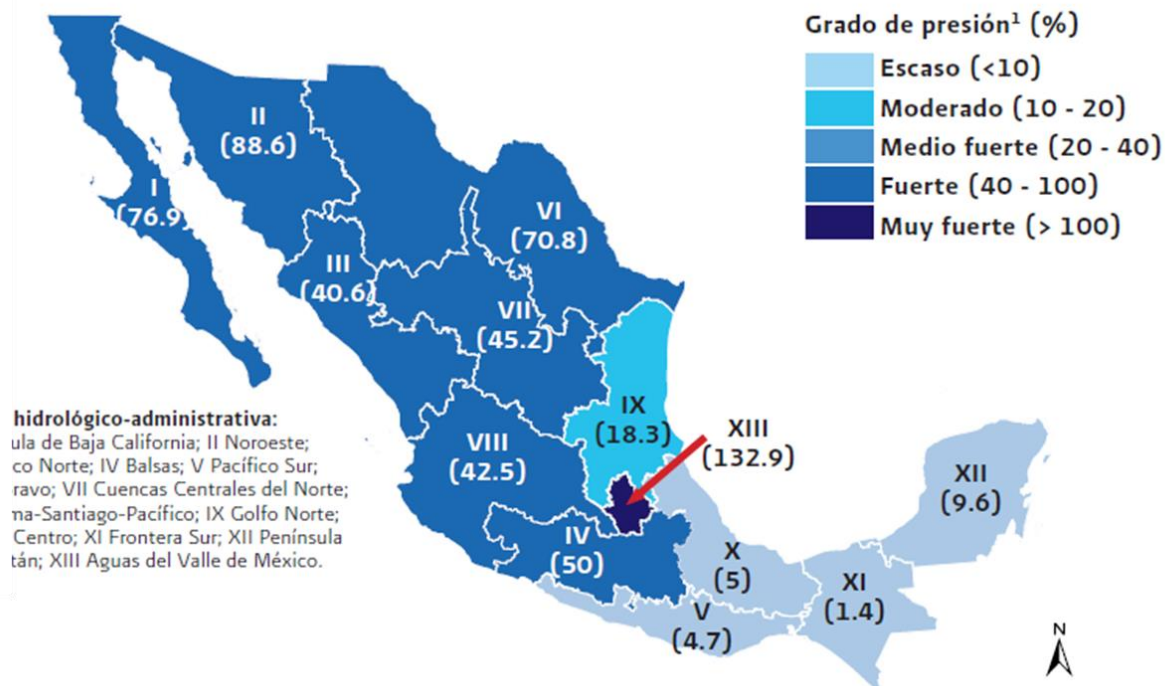 Grado de presión¹ (%)
Escaso (<10)
Moderado (10 - 20)
Medio fuerte (20 - 40)
Fuerte (40 - 100)
Muy fuerte (> 100)
II
(88.6)
I
(76.9)
VI
(70.8)
III
(40.6)
VII
(45.2)
IX
(18.3)
XIII
(132.9)
VIII
(42.5)
XII
(9.6)
IV
(50)
X
(5)
XI
(1.4)
V
(4.7)
hidrológico-administrativa:
ula de Baja California; II Noroeste;
co Norte; IV Balsas; V Pacífico Sur;
ravo; VII Cuencas Centrales del Norte;
ma-Santiago-Pacífico; IX Golfo Norte;
Centro; XI Frontera Sur; XII Península
tán; XIII Aguas del Valle de México.
N